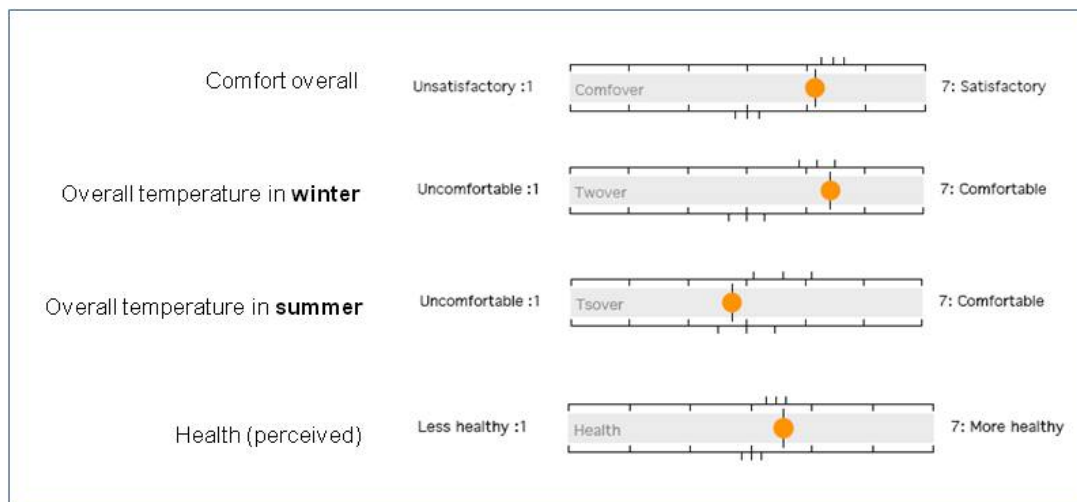 Comfort overall Unsatisfactory :1 Comfover 7: Satisfactory
Overall temperature in winter Uncomfortable :1 Twover 7: Comfortable
Overall temperature in summer Uncomfortable :1 Tsover 7: Comfortable
Health (perceived) Less healthy :1 Health 7: More healthy